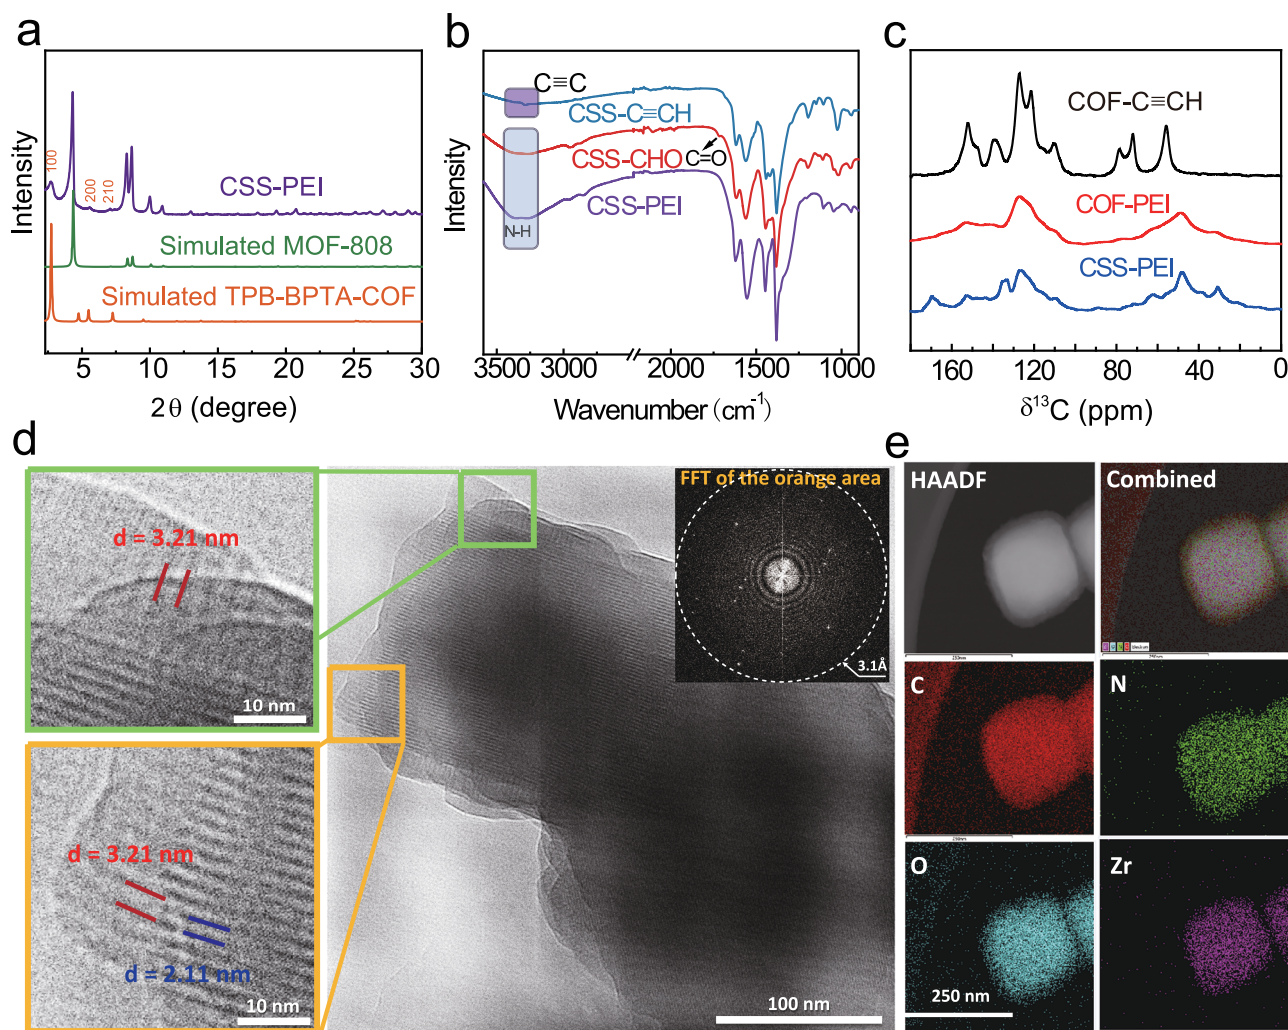 a
Intensity
100
200
210
CSS-PEI
Simulated MOF-808
Simulated TPB-BPTA-COF
5
10
15
20
25
30
2θ (degree)
b
Intensity
C≡C
CSS-C≡CH
CSS-CHO
C=O
CSS-PEI
N-H
3500
3000
2000
1500
1000
Wavenumber (cm⁻¹)
c
COF-C≡CH
COF-PEI
CSS-PEI
160
120
80
40
0
δ¹³C (ppm)
d
d = 3.21 nm
10 nm
d = 3.21 nm
d = 2.11 nm
10 nm
FFT of the orange area
3.1Å
100 nm
e
HAADF
Combined
C
N
O
Zr
250 nm